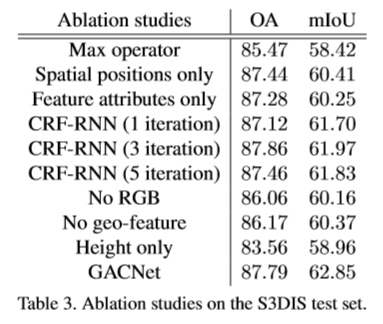 Ablation studies OA mIoU
Max operator 85.47 58.42
Spatial positions only 87.44 60.41
Feature attributes only 87.28 60.25
CRF-RNN (1 iteration) 87.12 61.70
CRF-RNN (3 iteration) 87.86 61.97
CRF-RNN (5 iteration) 87.46 61.83
No RGB 86.06 60.16
No geo-feature 86.17 60.37
Height only 83.56 58.96
GACNet 87.79 62.85
Table 3. Ablation studies on the S3DIS test set.